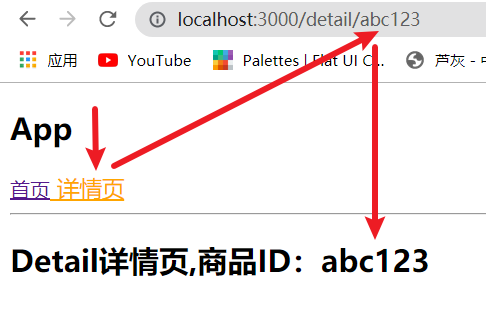 localhost:3000/detail/abc123
应用 YouTube Palettes | Flat UI C... 芦灰 -
App
首页 详情页
Detail详情页,商品ID：abc123